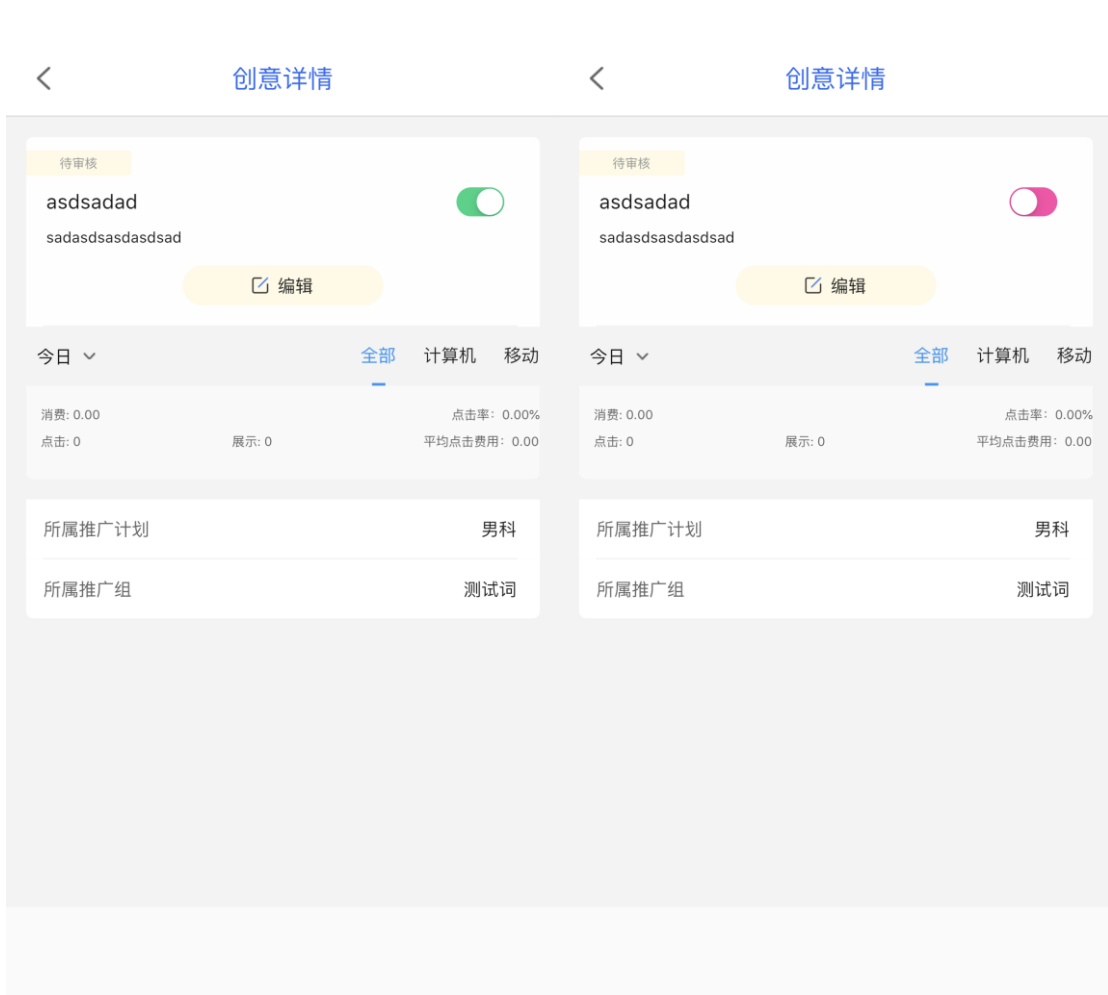 创意详情
待审核
asdsadad
sadasdsasdasdsad
编辑
今日 全部 计算机 移动
消费: 0.00 点击率: 0.00%
点击: 0 展示: 0 平均点击费用: 0.00
所属推广计划 男科
所属推广组 测试词
创意详情
待审核
asdsadad
sadasdsasdasdsad
编辑
今日 全部 计算机 移动
消费: 0.00 点击率: 0.00%
点击: 0 展示: 0 平均点击费用: 0.00
所属推广计划 男科
所属推广组 测试词